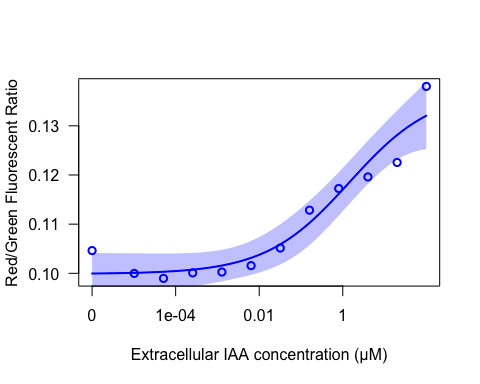 Red/Green Fluorescent Ratio
0.13
0.12
0.11
0.10
0 1e-04 0.01 1
Extracellular IAA concentration (µM)